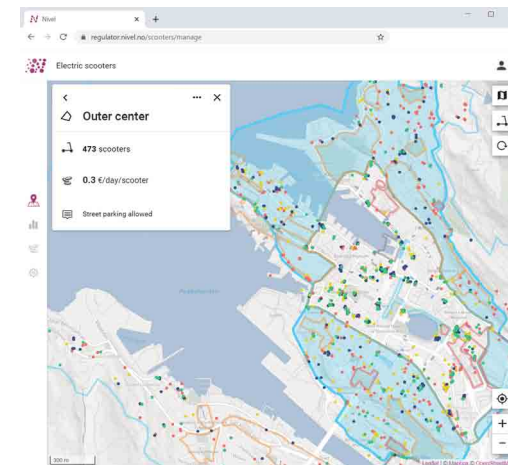 Nivel
regulator.nivel.no/scooters/manage
Electric scooters
Outer center
473 scooters
0.3 €/day/scooter
Street parking allowed
300 m
Leaflet | © Mapbox © OpenStreetM